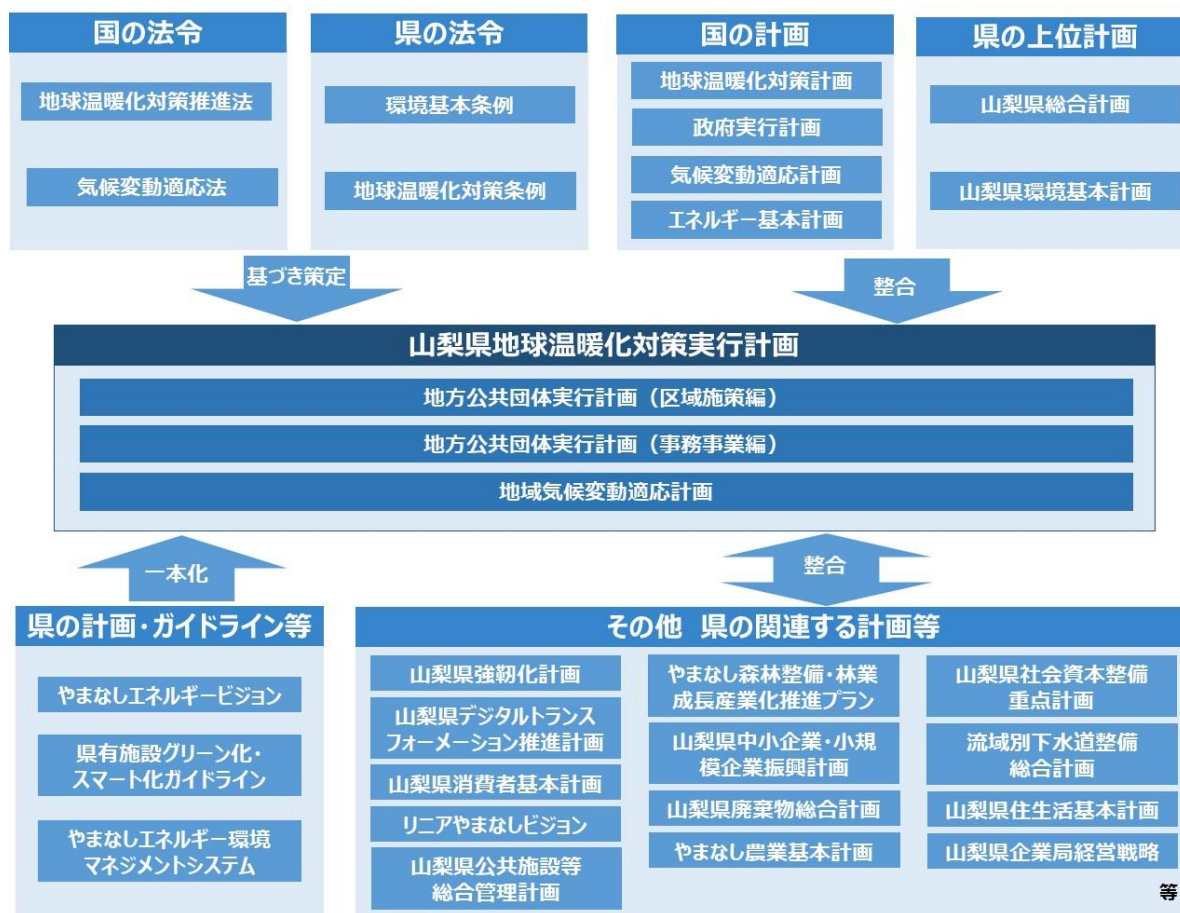 国の法令
地球温暖化対策推進法
気候変動適応法
県の法令
環境基本条例
地球温暖化対策条例
国の計画
地球温暖化対策計画
政府実行計画
気候変動適応計画
エネルギー基本計画
県の上位計画
山梨県総合計画
山梨県環境基本計画
基づき策定
整合
山梨県地球温暖化対策実行計画
地方公共団体実行計画（区域施策編）
地方公共団体実行計画（事務事業編）
地域気候変動適応計画
一本化
整合
県の計画・ガイドライン等
やまなしエネルギービジョン
県有施設グリーン化・
スマート化ガイドライン
やまなしエネルギー環境
マネジメントシステム
その他 県の関連する計画等
山梨県強靭化計画
山梨県デジタルトランス
フォーメーション推進計画
山梨県消費者基本計画
リニアやまなしビジョン
山梨県公共施設等
総合管理計画
やまなし森林整備・林業
成長産業化推進プラン
山梨県中小企業・小規
模企業振興計画
山梨県廃棄物総合計画
やまなし農業基本計画
山梨県社会資本整備
重点計画
流域別下水道整備
総合計画
山梨県住生活基本計画
山梨県企業局経営戦略
等